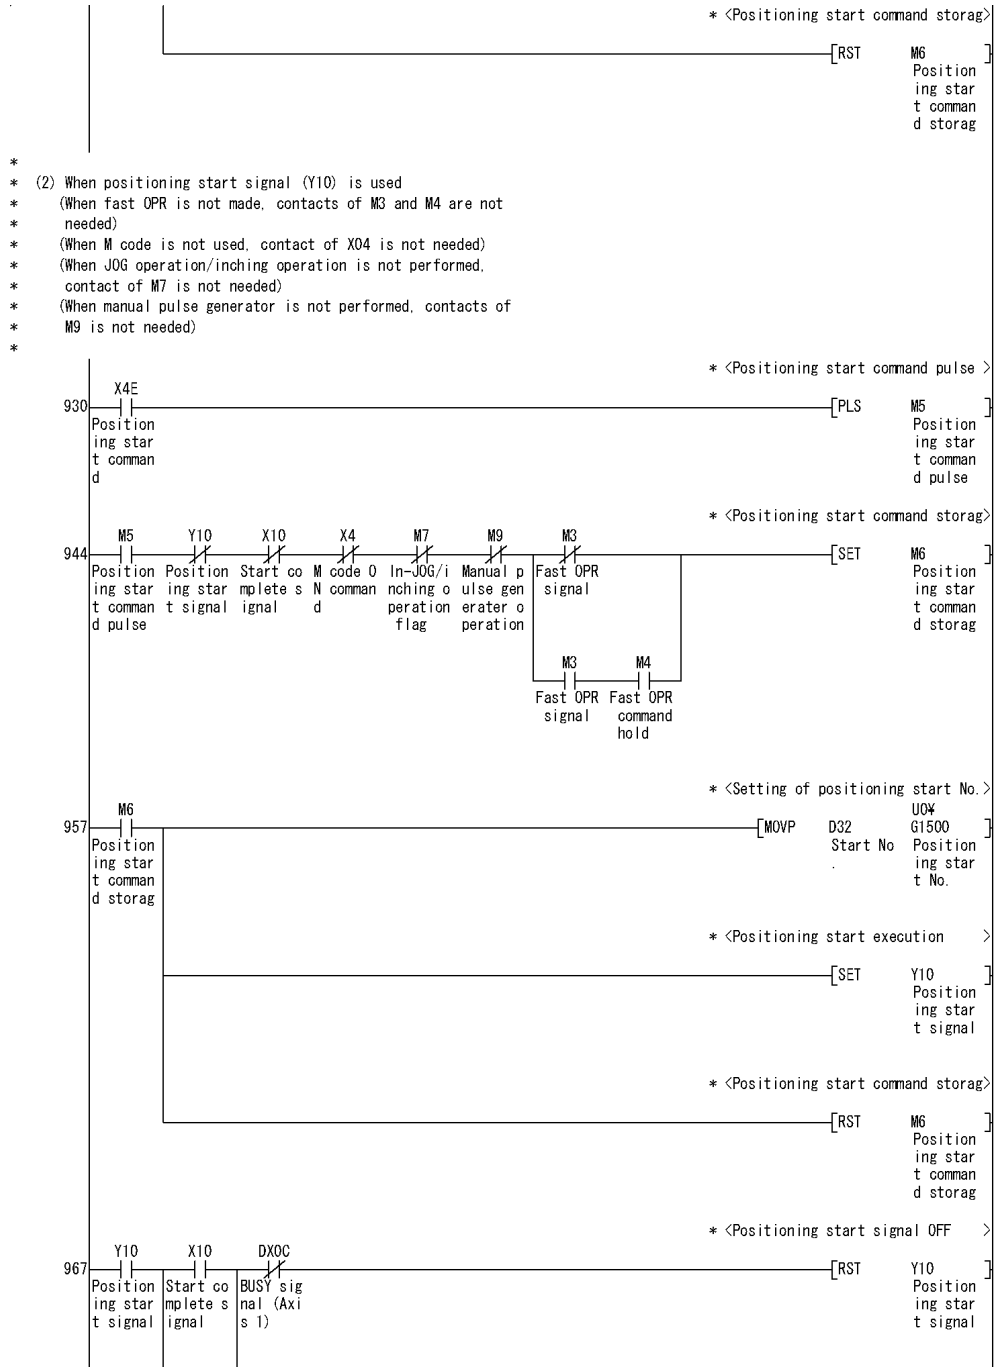 * <Positioning start command storag>
[RST M6 ]
Position
ing star
t comman
d storag
*
* (2) When positioning start signal (Y10) is used
* (When fast OPR is not made, contacts of M3 and M4 are not
* needed)
* (When M code is not used, contact of X04 is not needed)
* (When JOG operation/inching operation is not performed,
* contact of M7 is not needed)
* (When manual pulse generator is not performed, contacts of
* M9 is not needed)
*
* <Positioning start command pulse >
X4E
930 [PLS M5 ]
Position Position
ing star ing star
t comman t comman
d d pulse
* <Positioning start command storag>
M5 Y10 X10 X4 M7 M9 M3
944 [SET M6 ]
Position Position Start co M code O In-JOG/i Manual p Fast OPR Position
ing star ing star mplete s N comman nching o ulse gen signal ing star
t comman t signal ignal d peration erater o t comman
d pulse flag peration d storag
M3 M4
Fast OPR Fast OPR
signal command
hold
* <Setting of positioning start No.>
M6 U0¥
957 [MOVP D32 G1500 ]
Position Start No Position
ing star . ing star
t comman t No.
d storag
* <Positioning start execution >
[SET Y10 ]
Position
ing star
t signal
* <Positioning start command storag>
[RST M6 ]
Position
ing star
t comman
d storag
* <Positioning start signal OFF >
Y10 X10 DX0C
967 [RST Y10 ]
Position Start co BUSY sig Position
ing star mplete s nal (Axi ing star
t signal ignal s 1) t signal